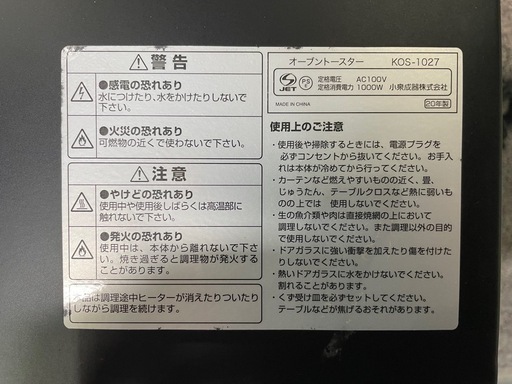 警告
●感電の恐れあり
水につけたり、水をかけたりしないで
下さい。
●火災の恐れあり
可燃物の近くで使わないで下さい。
注意
●やけどの恐れあり
使用中や使用後しばらくは高温部に
触れないで下さい。
●発火の恐れあり
使用中は、本体から離れないで下さ
い。焼き過ぎると調理物が発火する
ことがあります。
本品は調理途中ヒーターが消えたりついたり
しながら調理を続けます。
オーブントースター KOS-1027
JET
PS
定格電圧 AC100V
定格消費電力 1000W 小泉成器株式会社
MADE IN CHINA
20年製
使用上のご注意
・使用後や掃除するときには、電源プラグを
必ずコンセントから抜いてください。お手入
れは本体が冷めてから行ってください。
・カーテンなど燃えやすいものの近く、畳、
じゅうたん、テーブルクロスなど熱に弱いも
のの上では 使用しないでください。
・生の魚介類や肉は直接焼網の上において
調理しないでください。また調理以外の目的
で使用しないでください。
・ドアガラスに強い衝撃を加えたり傷を付けた
りしないでください。
・熱いドアガラスに水をかけないでください。
割れることがあります。
・くず受け皿を必ずセットしてください。
テーブルなどが焦げるおそれがあります。